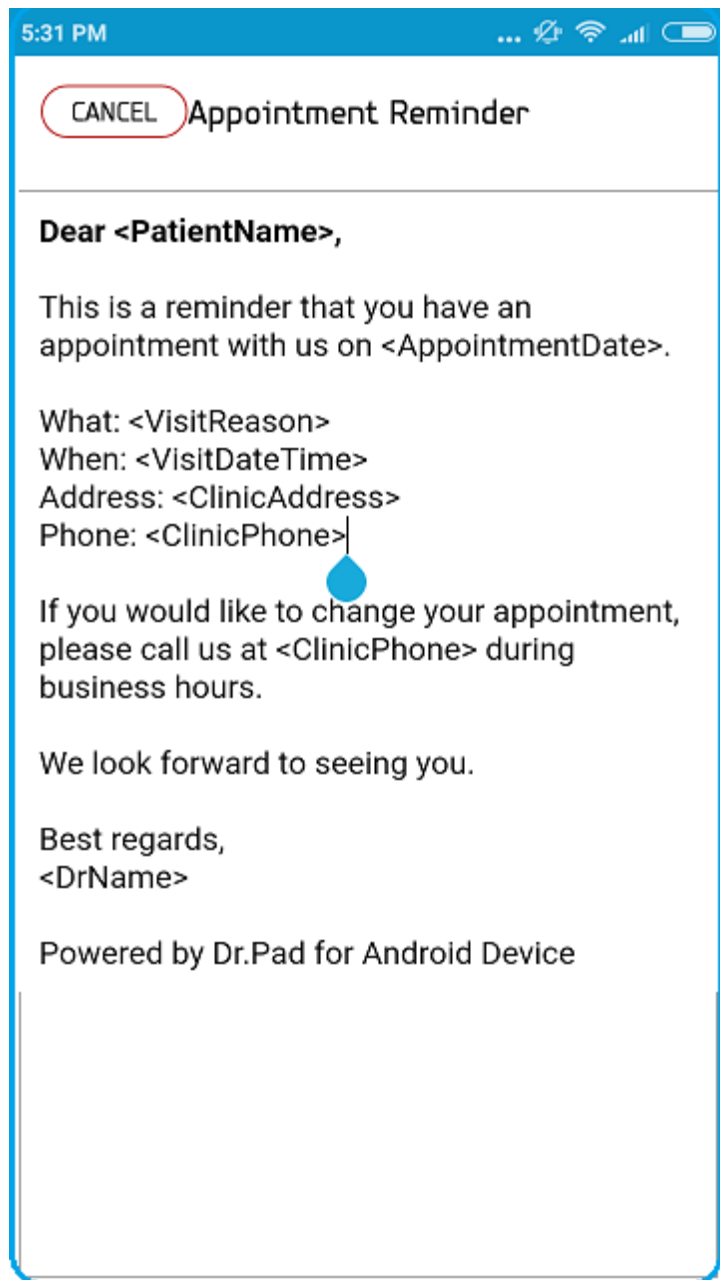 5:31 PM
CANCEL Appointment Reminder
Dear <PatientName>,
This is a reminder that you have an
appointment with us on <AppointmentDate>.
What: <VisitReason>
When: <VisitDateTime>
Address: <ClinicAddress>
Phone: <ClinicPhone>
If you would like to change your appointment,
please call us at <ClinicPhone> during
business hours.
We look forward to seeing you.
Best regards,
<DrName>
Powered by Dr.Pad for Android Device